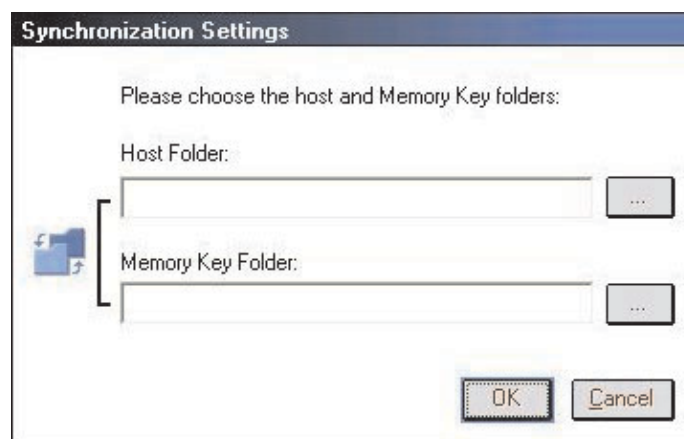 Synchronization Settings
Please choose the host and Memory Key folders:
Host Folder:
...
Memory Key Folder:
...
OK
Cancel